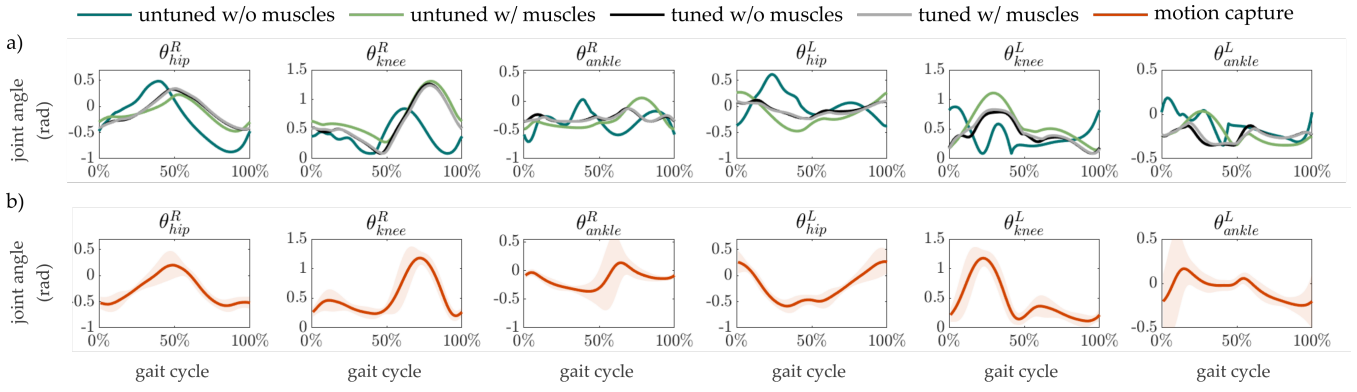 untuned w/o muscles untuned w/ muscles tuned w/o muscles tuned w/ muscles motion capture
a)
θ^R_hip θ^R_knee θ^R_ankle θ^L_hip θ^L_knee θ^L_ankle
joint angle
(rad)
0.5 1.5 0.5 0.5 1.5 0.5
0 1 0 0 1 0
-0.5 0.5 -0.5 -0.5 0.5
-1 0 -1 -1 0 -0.5
0% 50% 100% 0% 50% 100% 0% 50% 100% 0% 50% 100% 0% 50% 100% 0% 50% 100%
b)
θ^R_hip θ^R_knee θ^R_ankle θ^L_hip θ^L_knee θ^L_ankle
joint angle
(rad)
0.5 1.5 0.5 0.5 1.5 0.5
0 1 0 0 1 0
-0.5 0.5 -0.5 -0.5 0.5
-1 0 -1 -1 0 -0.5
0% 50% 100% 0% 50% 100% 0% 50% 100% 0% 50% 100% 0% 50% 100% 0% 50% 100%
gait cycle gait cycle gait cycle gait cycle gait cycle gait cycle